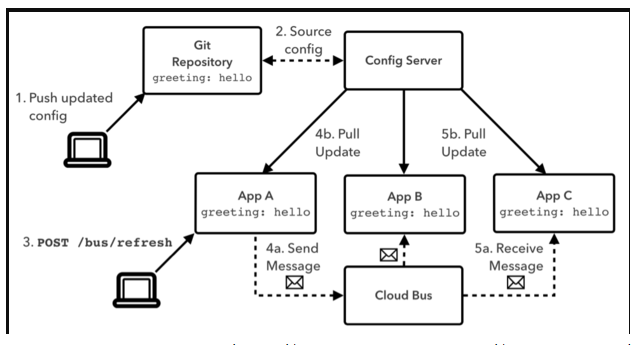 Git
Repository
greeting: hello
2. Source
config
Config Server
1. Push updated
config
4b. Pull
Update
5b. Pull
Update
App A
greeting: hello
App B
greeting: hello
App C
greeting: hello
3. POST /bus/refresh
4a. Send
Message
5a. Receive
Message
Cloud Bus